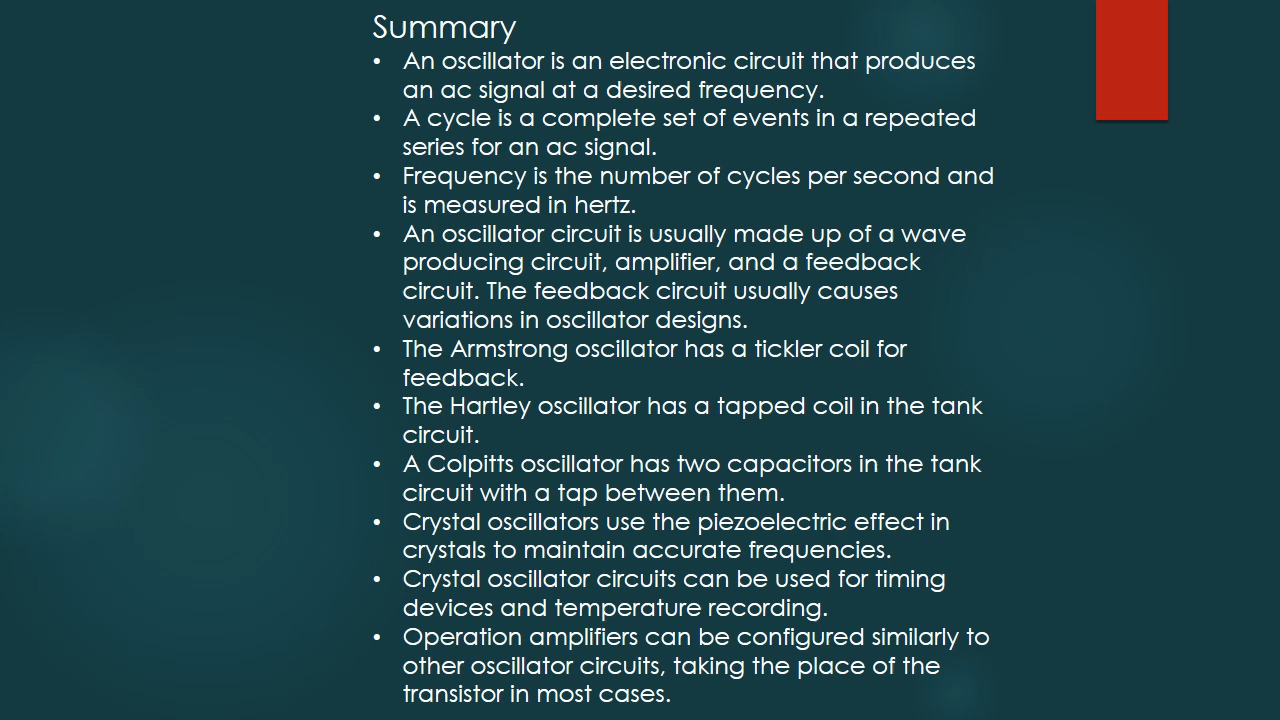 Summary
• An oscillator is an electronic circuit that produces
an ac signal at a desired frequency.
• A cycle is a complete set of events in a repeated
series for an ac signal.
• Frequency is the number of cycles per second and
is measured in hertz.
• An oscillator circuit is usually made up of a wave
producing circuit, amplifier, and a feedback
circuit. The feedback circuit usually causes
variations in oscillator designs.
• The Armstrong oscillator has a tickler coil for
feedback.
• The Hartley oscillator has a tapped coil in the tank
circuit.
• A Colpitts oscillator has two capacitors in the tank
circuit with a tap between them.
• Crystal oscillators use the piezoelectric effect in
crystals to maintain accurate frequencies.
• Crystal oscillator circuits can be used for timing
devices and temperature recording.
• Operation amplifiers can be configured similarly to
other oscillator circuits, taking the place of the
transistor in most cases.